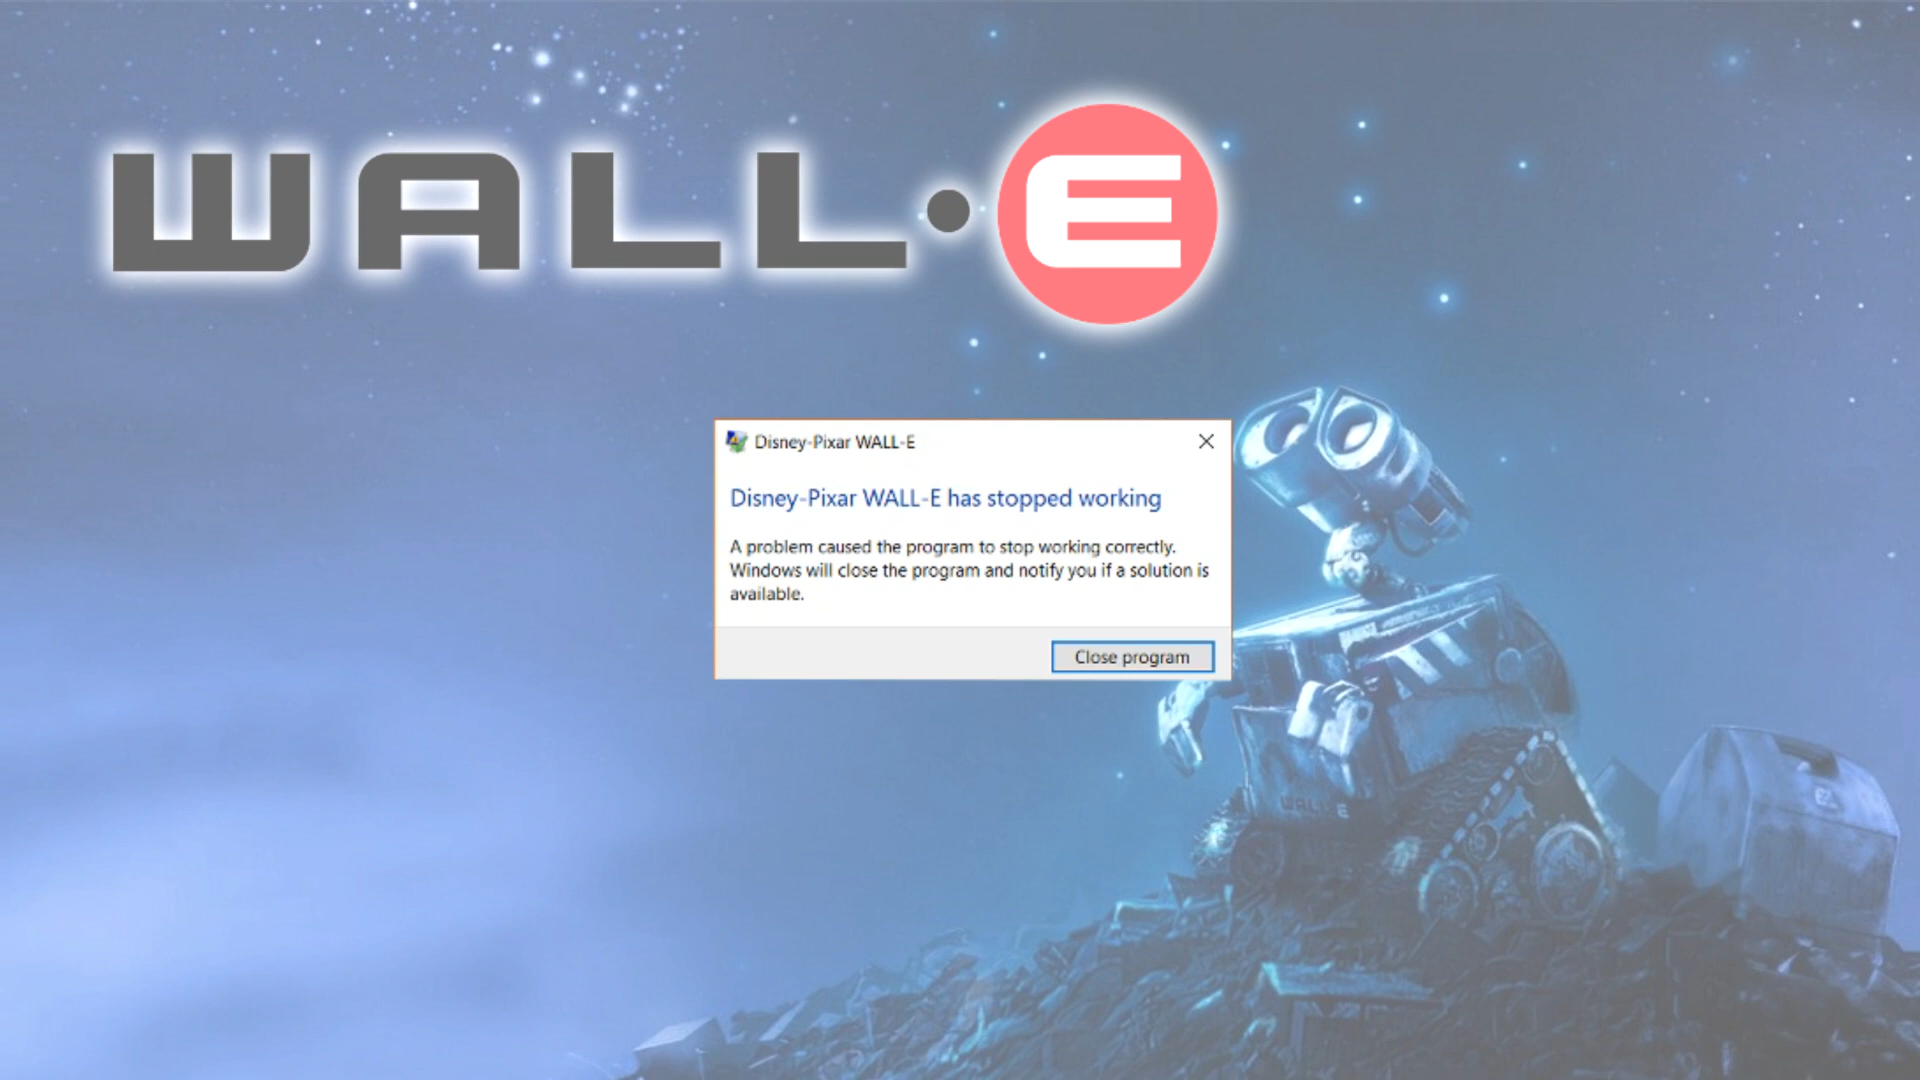 WALL·E
Disney-Pixar WALL-E
Disney-Pixar WALL-E has stopped working
A problem caused the program to stop working correctly.
Windows will close the program and notify you if a solution is
available.
Close program
WALL·E